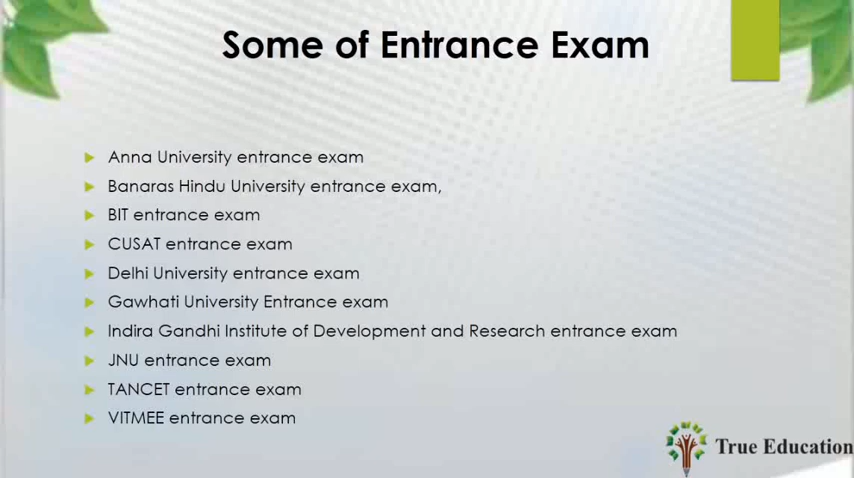 Some of Entrance Exam
Anna University entrance exam
Banaras Hindu University entrance exam,
BIT entrance exam
CUSAT entrance exam
Delhi University entrance exam
Gawhati University Entrance exam
Indira Gandhi Institute of Development and Research entrance exam
JNU entrance exam
TANCET entrance exam
VITMEE entrance exam
True Education